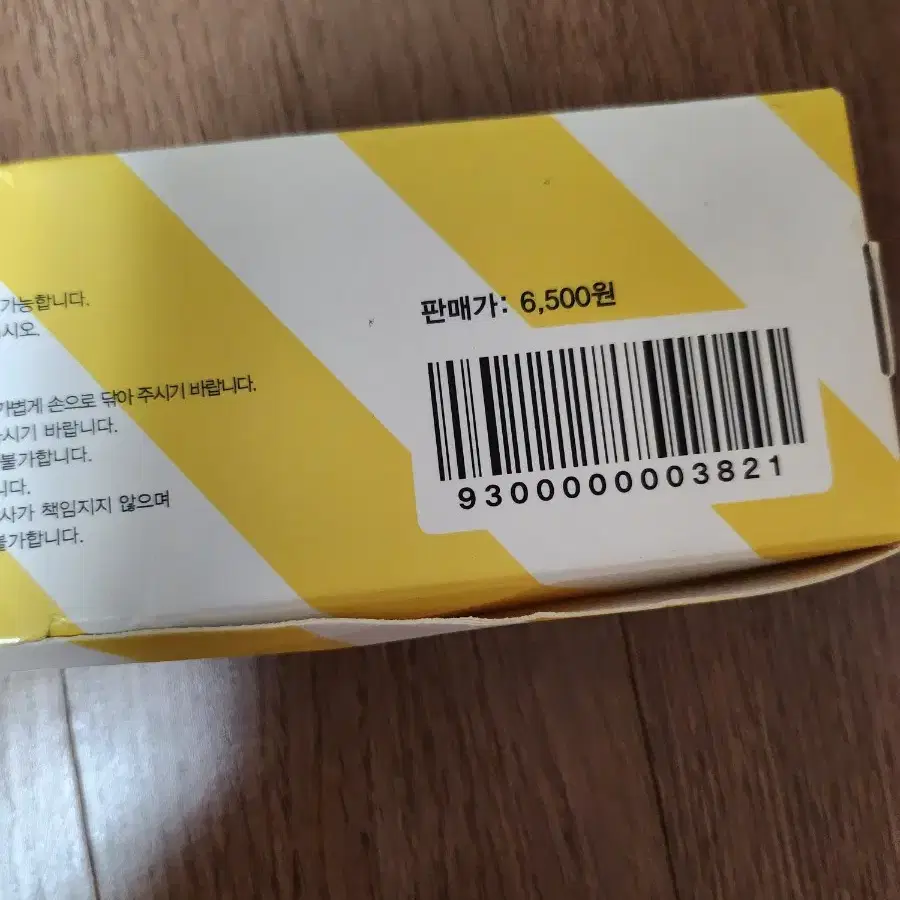 가능합니다.
시오.
가볍게 손으로 닦아 주시기 바랍니다.
시기 바랍니다.
불가합니다.
니다.
사가 책임지지 않으며
불가합니다.
판매가: 6,500원
9300000003821